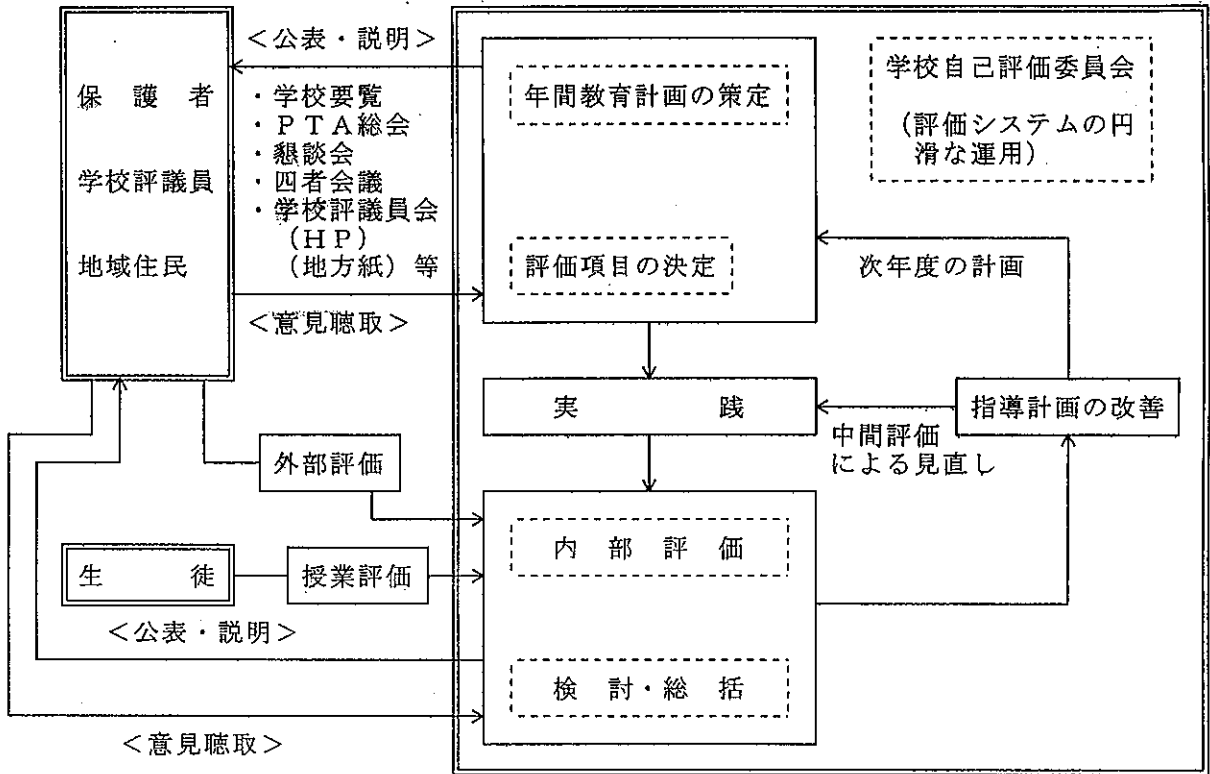 ＜公表・説明＞
保　護　者
学校評議員
地域住民
・学校要覧
・ＰＴＡ総会
・懇談会
・四者会議
・学校評議員会
（ＨＰ）
（地方紙）等
＜意見聴取＞
年間教育計画の策定
評価項目の決定
学校自己評価委員会
（評価システムの円
滑な運用）
次年度の計画
実　　　　践
指導計画の改善
中間評価
による見直し
外部評価
生　　徒
授業評価
内　部　評　価
検　討・総　括
＜公表・説明＞
＜意見聴取＞